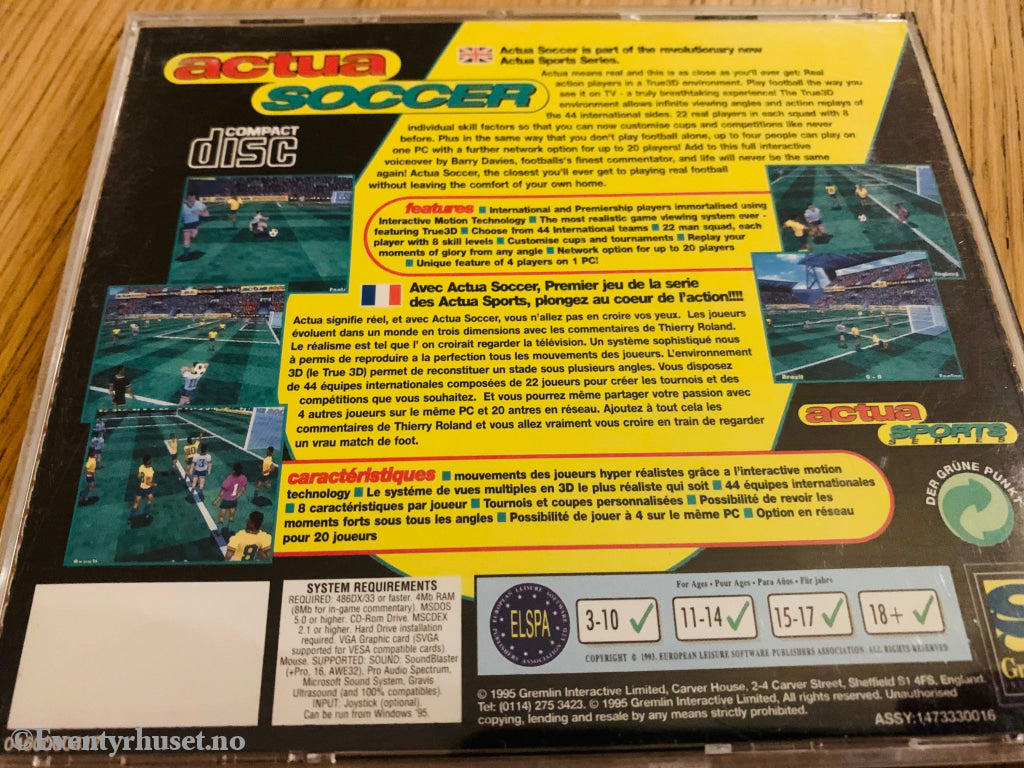 actua
SOCCER
COMPACT
disc
Actua Soccer is part of the revolutionary new
Actua Sports Series.
Actua means real and this is as close as you'll ever get; Real
action players in a True3D environment. Play football the way you
see it on TV - a truly breathtaking experience! The True3D
environment allows infinite viewing angles and action replays of
the 44 international sides. 22 real players in each squad with 8
individual skill factors so that you can now customise cups and competitions like never
before. Plus in the same way that you don't play football alone, up to four people can play on
one PC with a further network option for up to 20 players! Add to this full interactive
voiceover by Barry Davies, footballs's finest commentator, and life will never be the same
again! Actua Soccer, the closest you'll ever get to playing real football
without leaving the comfort of your own home.
features ■ International and Premiership players immortalised using
Interactive Motion Technology ■ The most realistic game viewing system ever -
featuring True3D ■ Choose from 44 International teams ■ 22 man squad, each
player with 8 skill levels ■ Customise cups and tournaments ■ Replay your
moments of glory from any angle ■ Network option for up to 20 players
■ Unique feature of 4 players on 1 PC!
England
Avec Actua Soccer, Premier jeu de la serie
des Actua Sports, plongez au coeur de l'action!!!!
Actua signifie réel, et avec Actua Soccer, vous n'allez pas en croire vos yeux. Les joueurs
évoluent dans un monde en trois dimensions avec les commentaires de Thierry Roland.
Le réalisme est tel que l' on croirait regarder la télévision. Un système sophistiqué nous
à permis de reproduire a la perfection tous les mouvements des joueurs. L'environnement
3D (le True 3D) permet de reconstituer un stade sous plusieurs angles. Vous disposez
de 44 équipes internationales composées de 22 joueurs pour créer les tournois et des
compétitions que vous souhaitez. Et vous pourrez même partager votre passion avec
4 autres joueurs sur le même PC et 20 antres en réseau. Ajoutez à tout cela les
commentaires de Thierry Roland et vous allez vraiment vous croire en train de regarder
un vrai match de foot.
Brazil 0 - 0
actua
SPORTS
SERIES
caractéristiques ■ mouvements des joueurs hyper réalistes grâce a l'interactive motion
technology ■ Le systéme de vues multiples en 3D le plus réaliste qui soit ■ 44 équipes internationales
■ 8 caractéristiques par joueur ■ Tournois et coupes personnalisées ■ Possibilité de revoir les
moments forts sous tous les angles ■ Possibilité de jouer à 4 sur le même PC ■ Option en réseau
pour 20 joueurs
DER GRÜNE PUNKT
SYSTEM REQUIREMENTS
REQUIRED: 486DX/33 or faster. 4Mb RAM
(8Mb for in-game commentary). MSDOS
5.0 or higher. CD-Rom Drive. MSCDEX
2.1 or higher. Hard Drive installation
required. VGA Graphic card (SVGA
supported for VESA compatible cards).
Mouse. SUPPORTED: SOUND: SoundBlaster
(+Pro, 16, AWE32). Pro Audio Spectrum,
Microsoft Sound System, Gravis
Ultrasound (and 100% compatibles).
INPUT: Joystick (optional).
Can be run from Windows '95.
EUROPEAN LEISURE SOFTWARE PUBLISHERS ASSOCIATION LTD
ELSPA
For Ages • Pour Ages • Para Años • Für jahre
3-10 ✓ 11-14 ✓ 15-17 ✓ 18+ ✓
COPYRIGHT © 1993. EUROPEAN LEISURE SOFTWARE PUBLISHERS ASSOCIATION. ALL RIGHTS RESERVED
© 1995 Gremlin Interactive Limited, Carver House, 2-4 Carver Street, Sheffield S1 4FS, England.
Tel: (0114) 275 3423. © 1995 Gremlin Interactive Limited, All rights reserved. Unauthorised
copying, lending and resale by any means strictly prohibited.
ASSY:1473330016
©Eventyrhuset.no